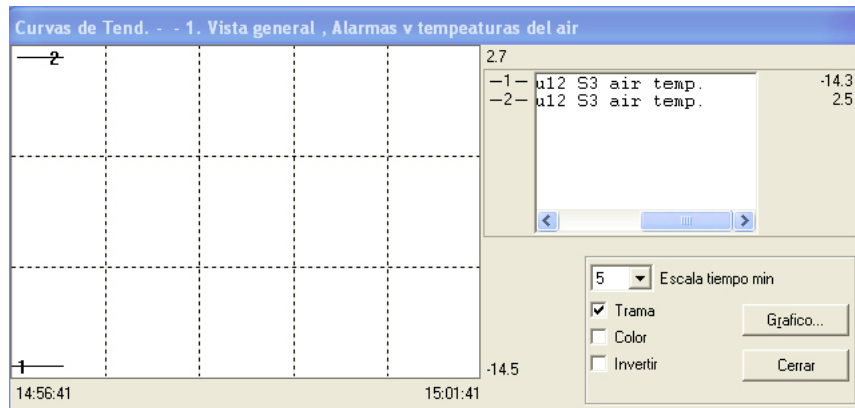 Curvas de Tend. - - 1. Vista general , Alarmas v tempeaturas del air
2
2.7
1 u12 S3 air temp. -14.3
2 u12 S3 air temp. 2.5
5 Escala tiempo min
Trama
Grafico...
Color
Invertir
Cerrar
1
-14.5
14:56:41 15:01:41